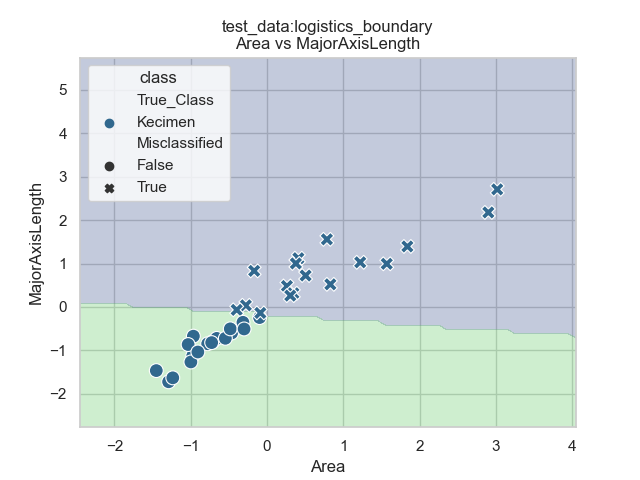 test_data:logistics_boundary
Area vs MajorAxisLength
class
True_Class
Kecimen
Misclassified
False
True
MajorAxisLength
5
4
3
2
1
0
−1
−2
−2
−1
0
1
2
3
4
Area